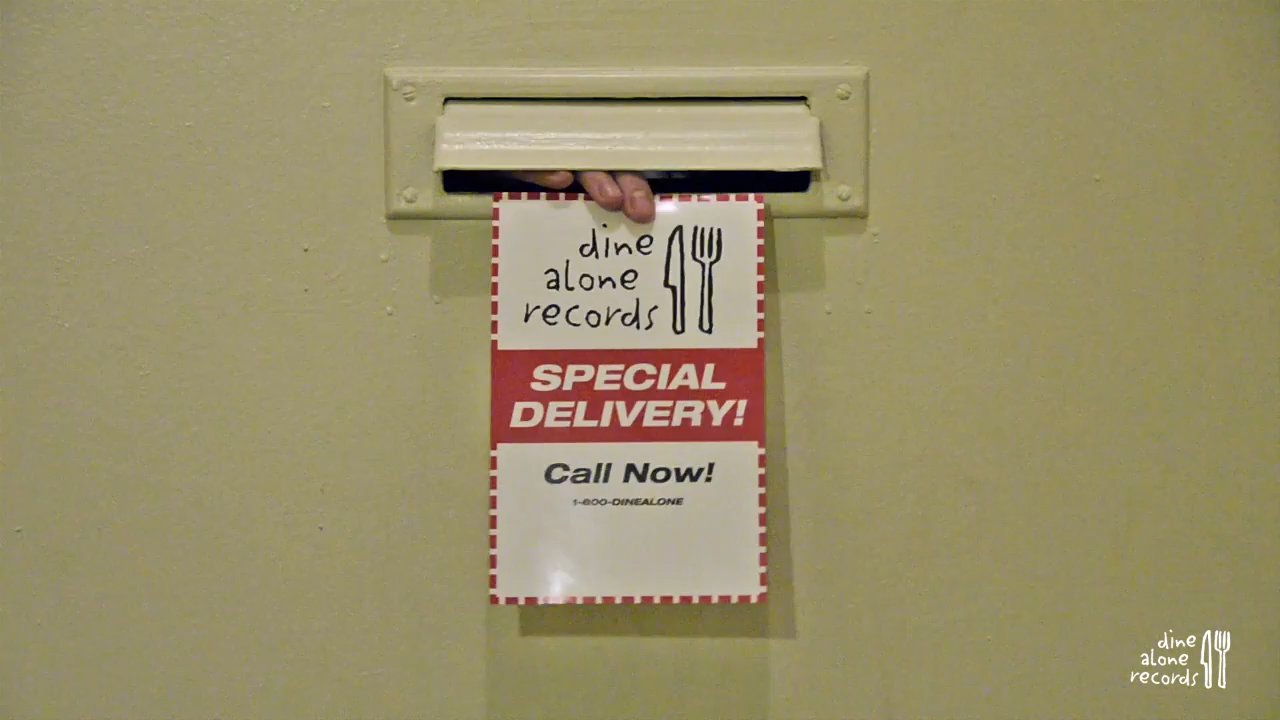 dine
alone
records
SPECIAL
DELIVERY!
Call Now!
1-800-DINEALONE
dine
alone
records